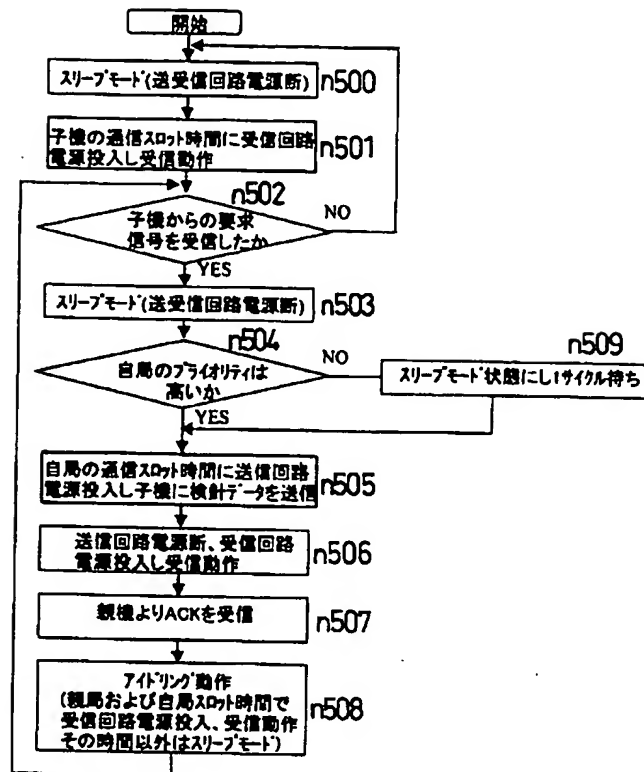 開始
スリープモード(送受信回路電源断)
n500
子機の通信スロット時間に受信回路
電源投入し受信動作
n501
n502
子機からの要求
信号を受信したか
NO
YES
スリープモード(送受信回路電源断)
n503
n504
自局のプライオリティは
高いか
NO
YES
n509
スリープモード状態にし1サイクル待ち
自局の通信スロット時間に送信回路
電源投入し子機に検針データを送信
n505
送信回路電源断、受信回路
電源投入し受信動作
n506
親機よりACKを受信
n507
アイドリング動作
(親局および自局スロット時間で
受信回路電源投入、受信動作
その時間以外はスリープモード)
n508